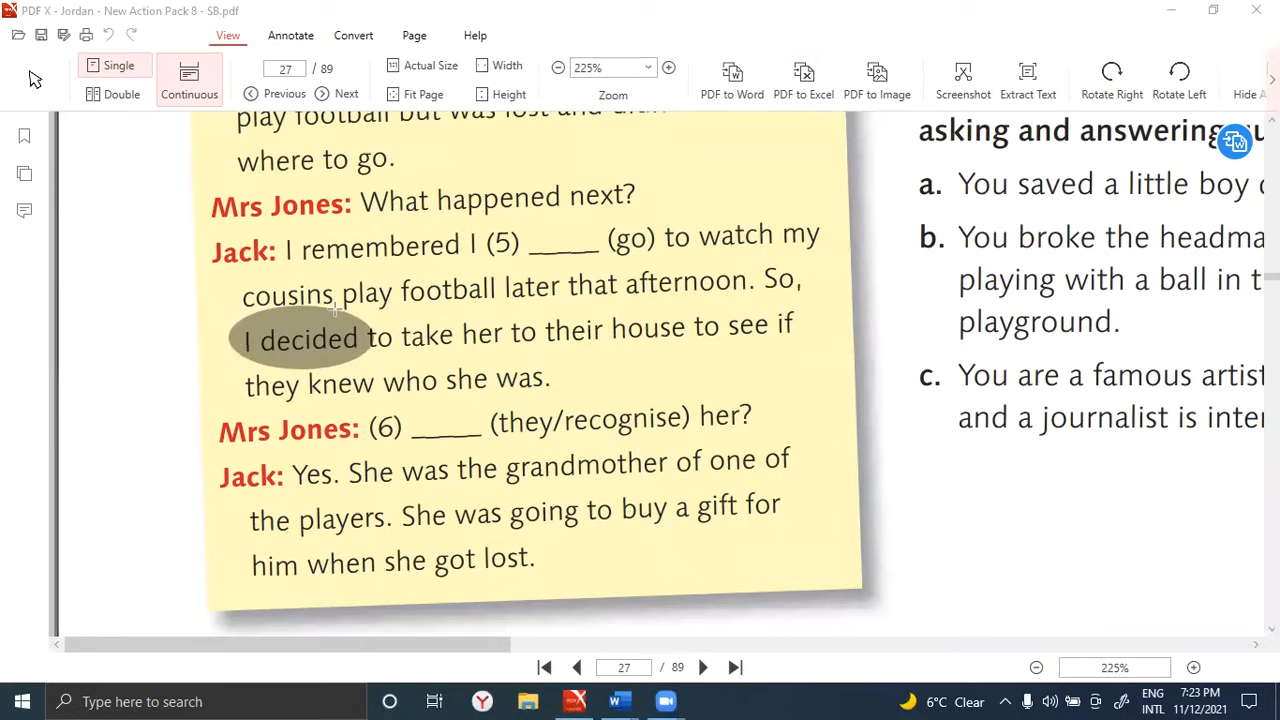 PDF X - Jordan - New Action Pack 8 - SB.pdf
View Annotate Convert Page Help
Single
Double
Continuous
27 / 89
Previous Next
Actual Size
Fit Page
Width
Height
225%
Zoom
PDF to Word
PDF to Excel
PDF to Image
Screenshot
Extract Text
Rotate Right
Rotate Left
Hide A
play football but was lost and
where to go.
Mrs Jones: What happened next?
Jack: I remembered I (5) _____ (go) to watch my
cousins play football later that afternoon. So,
I decided to take her to their house to see if
they knew who she was.
Mrs Jones: (6) _____ (they/recognise) her?
Jack: Yes. She was the grandmother of one of
the players. She was going to buy a gift for
him when she got lost.
asking and answering
a. You saved a little boy
b. You broke the headma
playing with a ball in t
playground.
c. You are a famous artis
and a journalist is inter
27 / 89
225%
Type here to search
6°C Clear
ENG
INTL
7:23 PM
11/12/2021